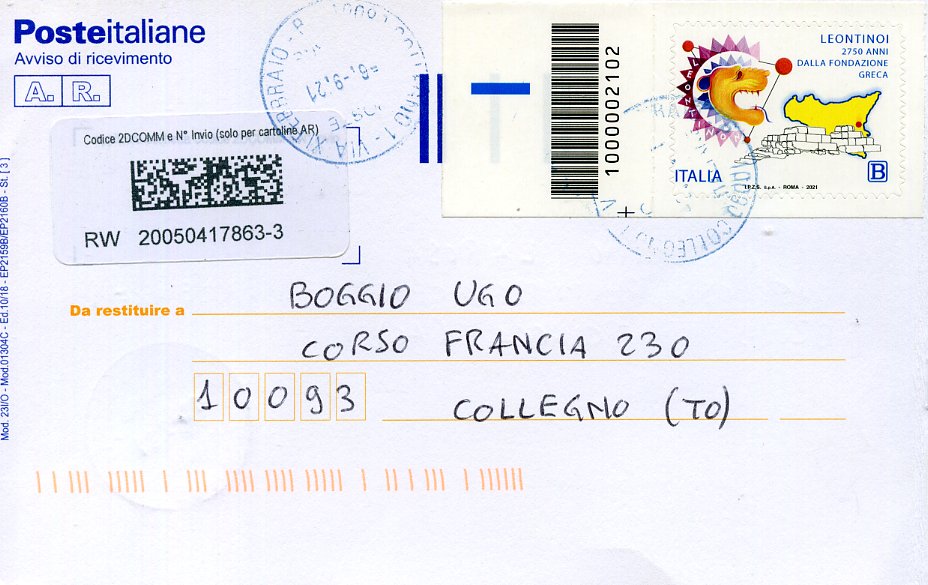 Posteitaliane
Avviso di ricevimento
A. R.
Codice 2DCOMM e N° Invio (solo per cartoline AR)
RW 20050417863-3
1000002102
LEONTINOI
2750 ANNI
DALLA FONDAZIONE
GRECA
LEONTINOI
ITALIA
I.P.Z.S. S.p.A. - ROMA - 2021
B
Da restituire a BOGGIO UGO
CORSO FRANCIA 230
10093 COLLEGNO (TO)
Mod. 23I/O - Mod.01304C - Ed.10/18 - EP2159B/EP2160B - St. [3]